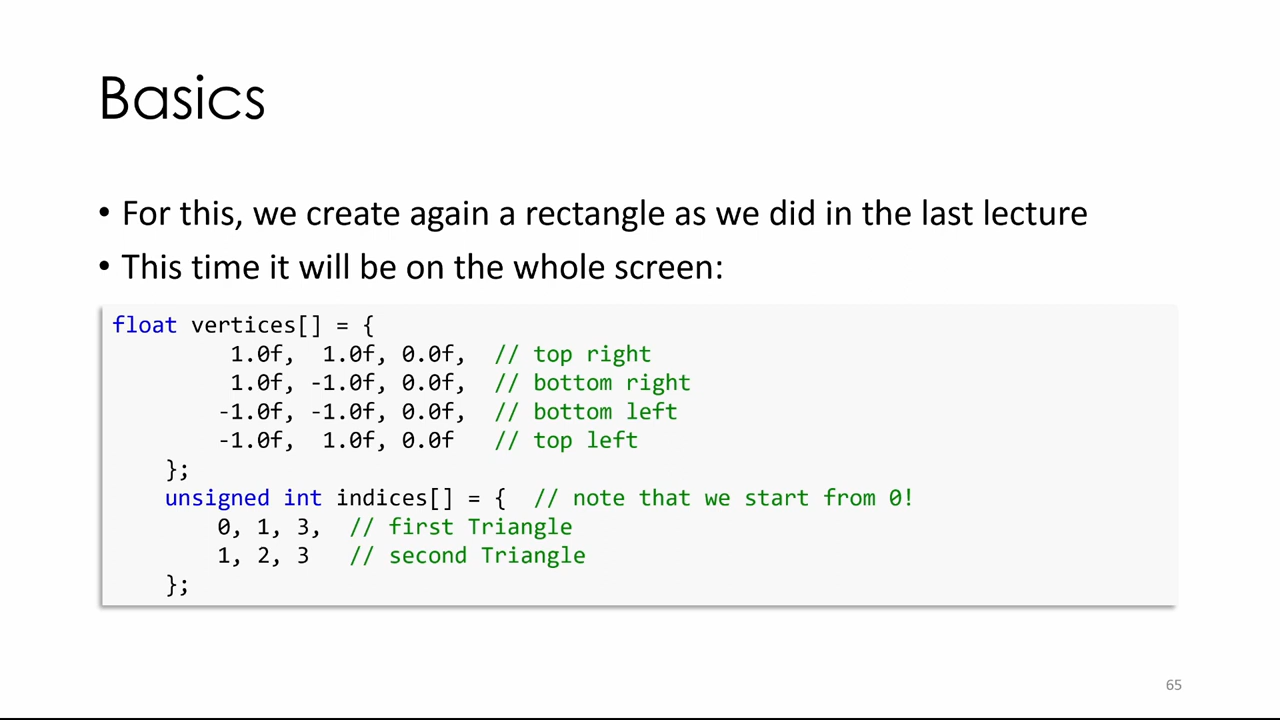 Basics
• For this, we create again a rectangle as we did in the last lecture
• This time it will be on the whole screen:
float vertices[] = {
         1.0f,  1.0f, 0.0f,  // top right
         1.0f, -1.0f, 0.0f,  // bottom right
        -1.0f, -1.0f, 0.0f,  // bottom left
        -1.0f,  1.0f, 0.0f   // top left
    };
    unsigned int indices[] = {  // note that we start from 0!
        0, 1, 3,  // first Triangle
        1, 2, 3   // second Triangle
    };
65